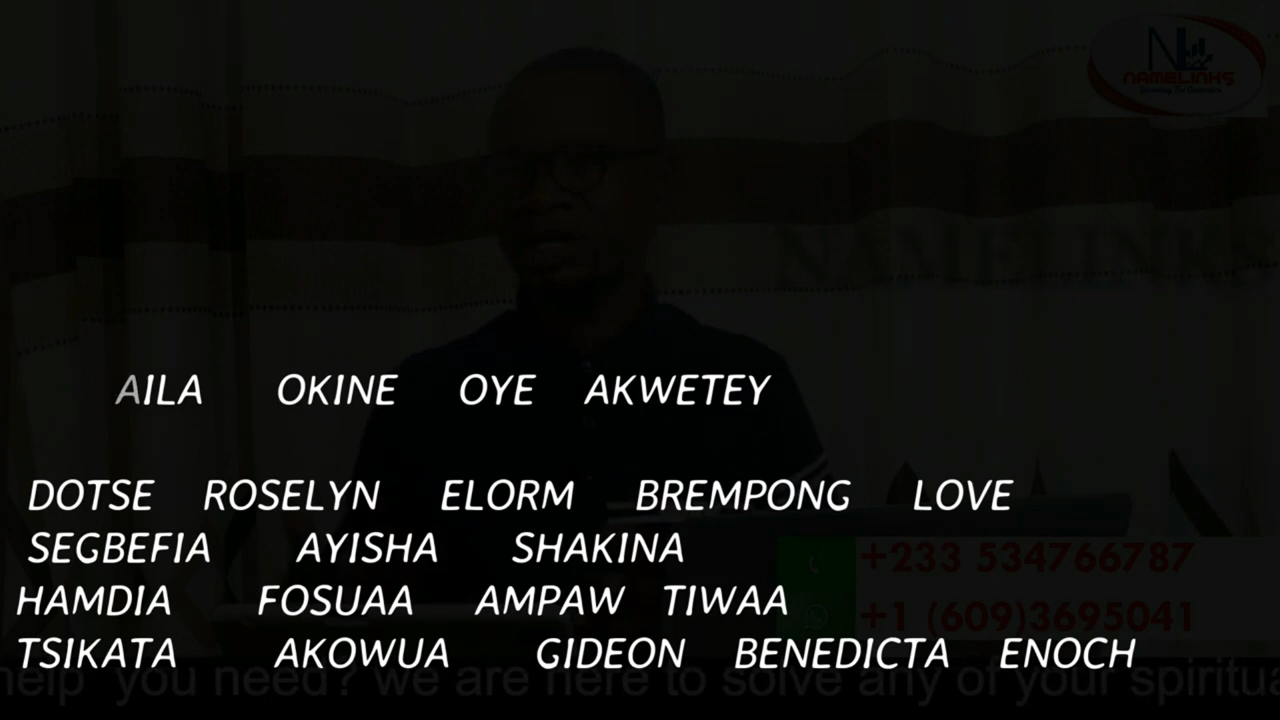 NL
NAMELINKS
NAMELINKS
AILA OKINE OYE AKWETEY
DOTSE ROSELYN ELORM BREMPONG LOVE
SEGBEFIA AYISHA SHAKINA
+233 534766787
HAMDIA FOSUAA AMPAW TIWAA
+1 (609)3695041
TSIKATA AKOWUA GIDEON BENEDICTA ENOCH
help you need? we are here to solve any of your spiritua